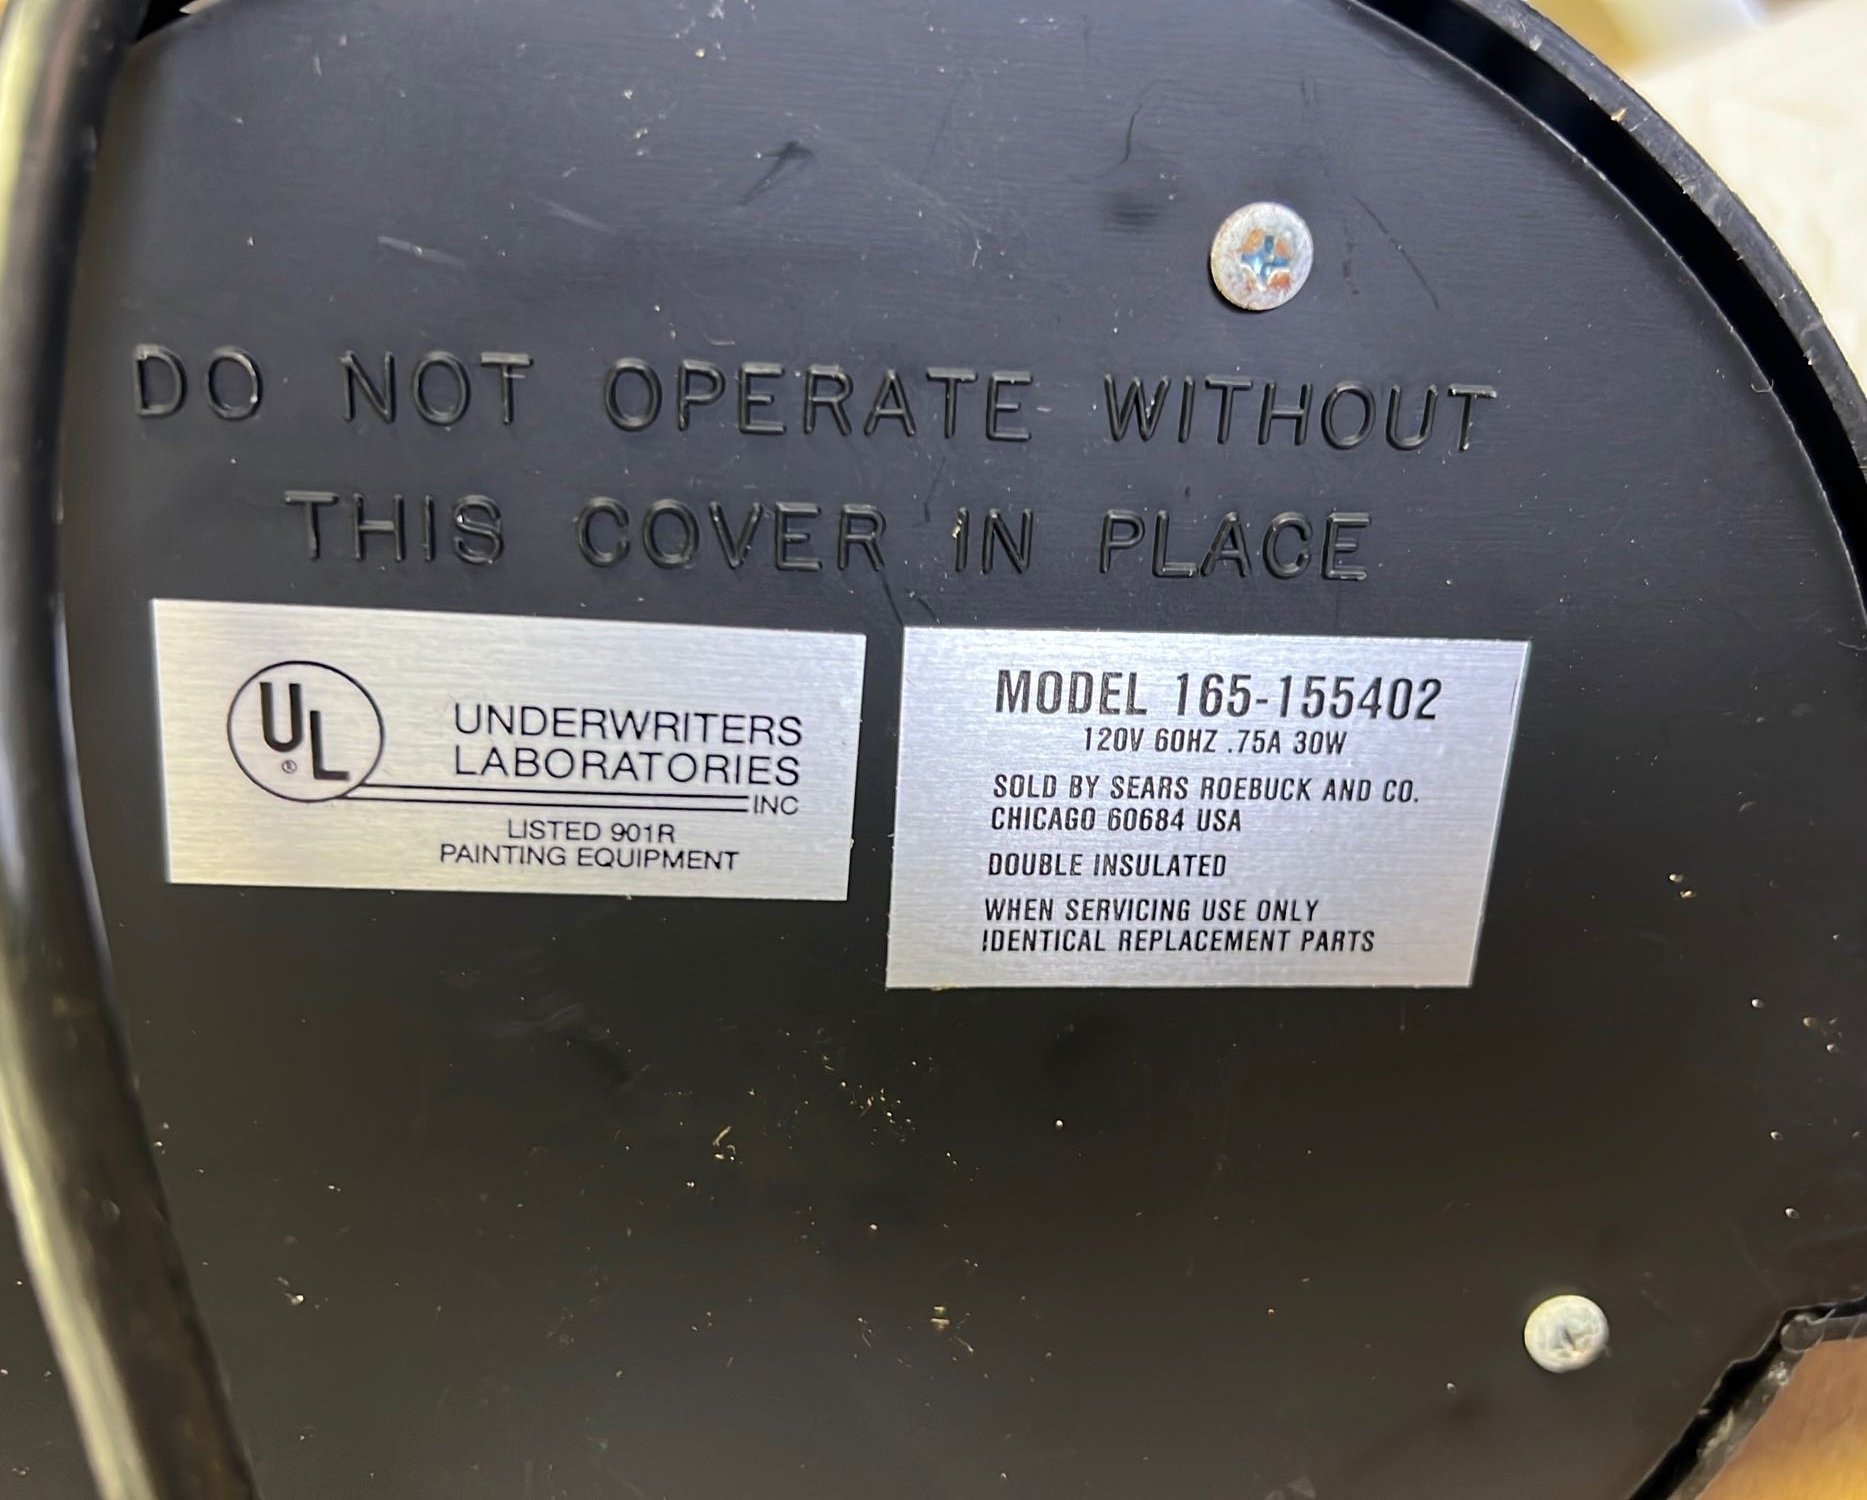 DO NOT OPERATE WITHOUT
THIS COVER IN PLACE
UL
®
UNDERWRITERS
LABORATORIES
INC
LISTED 901R
PAINTING EQUIPMENT
MODEL 165-155402
120V 60HZ .75A 30W
SOLD BY SEARS ROEBUCK AND CO.
CHICAGO 60684 USA
DOUBLE INSULATED
WHEN SERVICING USE ONLY
IDENTICAL REPLACEMENT PARTS